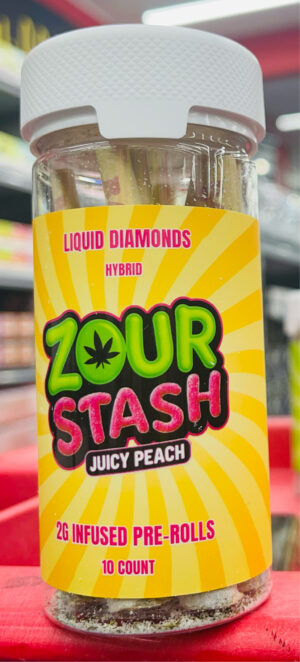 LIQUID DIAMONDS
HYBRID
ZOUR
STASH
JUICY PEACH
2G INFUSED PRE-ROLLS
10 COUNT